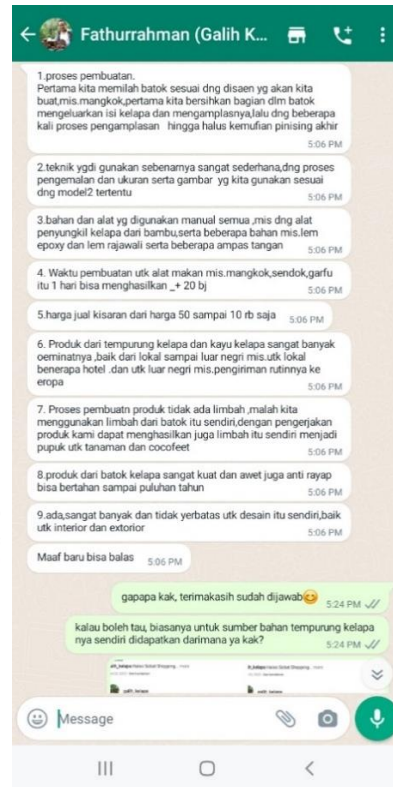 Fathurrahman (Galih K...
1.proses pembuatan.
Pertama kita memilah batok sesuai dng disaen yg akan kita
buat,mis.mangkok,pertama kita bersihkan bagian dlm batok
mengeluarkan isi kelapa dan mengamplasnya,lalu dng beberapa
kali proses pengamplasan hingga halus kemufian pinising akhir
5:06 PM
2.teknik ygdi gunakan sebenarnya sangat sederhana,dng proses
pengemalan dan ukuran serta gambar yg kita gunakan sesuai
dng model2 tertentu
5:06 PM
3.bahan dan alat yg digunakan manual semua ,mis dng alat
penyungkil kelapa dari bambu,serta beberapa bahan mis.lem
epoxy dan lem rajawali serta beberapa ampas tangan
5:06 PM
4. Waktu pembuatan utk alat makan mis.mangkok,sendok,garfu
itu 1 hari bisa menghasilkan _+ 20 bj
5:06 PM
5.harga jual kisaran dari harga 50 sampai 10 rb saja
5:06 PM
6. Produk dari tempurung kelapa dan kayu kelapa sangat banyak
oeminatnya ,baik dari lokal sampai luar negri mis.utk lokal
benerapa hotel .dan utk luar negri mis.pengiriman rutinnya ke
eropa
5:06 PM
7. Proses pembuatn produk tidak ada limbah ,malah kita
menggunakan limbah dari batok itu sendiri,dengan pengerjakan
produk kami dapat menghasilkan juga limbah itu sendiri menjadi
pupuk utk tanaman dan cocofeet
5:06 PM
8.produk dari batok kelapa sangat kuat dan awet juga anti rayap
bisa bertahan sampai puluhan tahun
5:06 PM
9.ada,sangat banyak dan tidak yerbatas utk desain itu sendiri,baik
utk interior dan extorior
5:06 PM
Maaf baru bisa balas
5:06 PM
gapapa kak, terimakasih sudah dijawab😊
5:24 PM
kalau boleh tau, biasanya untuk sumber bahan tempurung kelapa
nya sendiri didapatkan darimana ya kak?
5:24 PM
Message